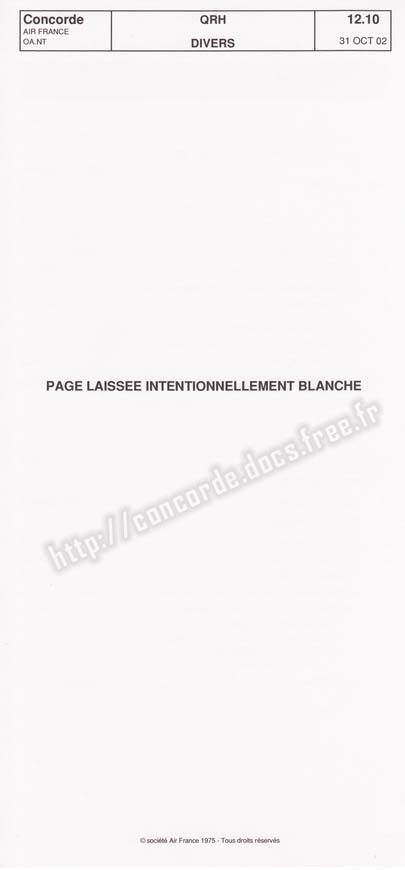 Concorde QRH 12.10
AIR FRANCE
OA.NT DIVERS 31 OCT 02
PAGE LAISSEE INTENTIONNELLEMENT BLANCHE
http://concorde.docs.free.fr
© société Air France 1975 - Tous droits réservés